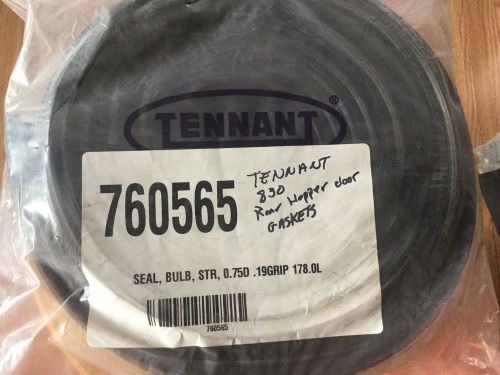 TENNANT®
760565
TENNANT
830
Rear Hopper door
GASKETS
SEAL, BULB, STR, 0.75D .19GRIP 178.0L
760565